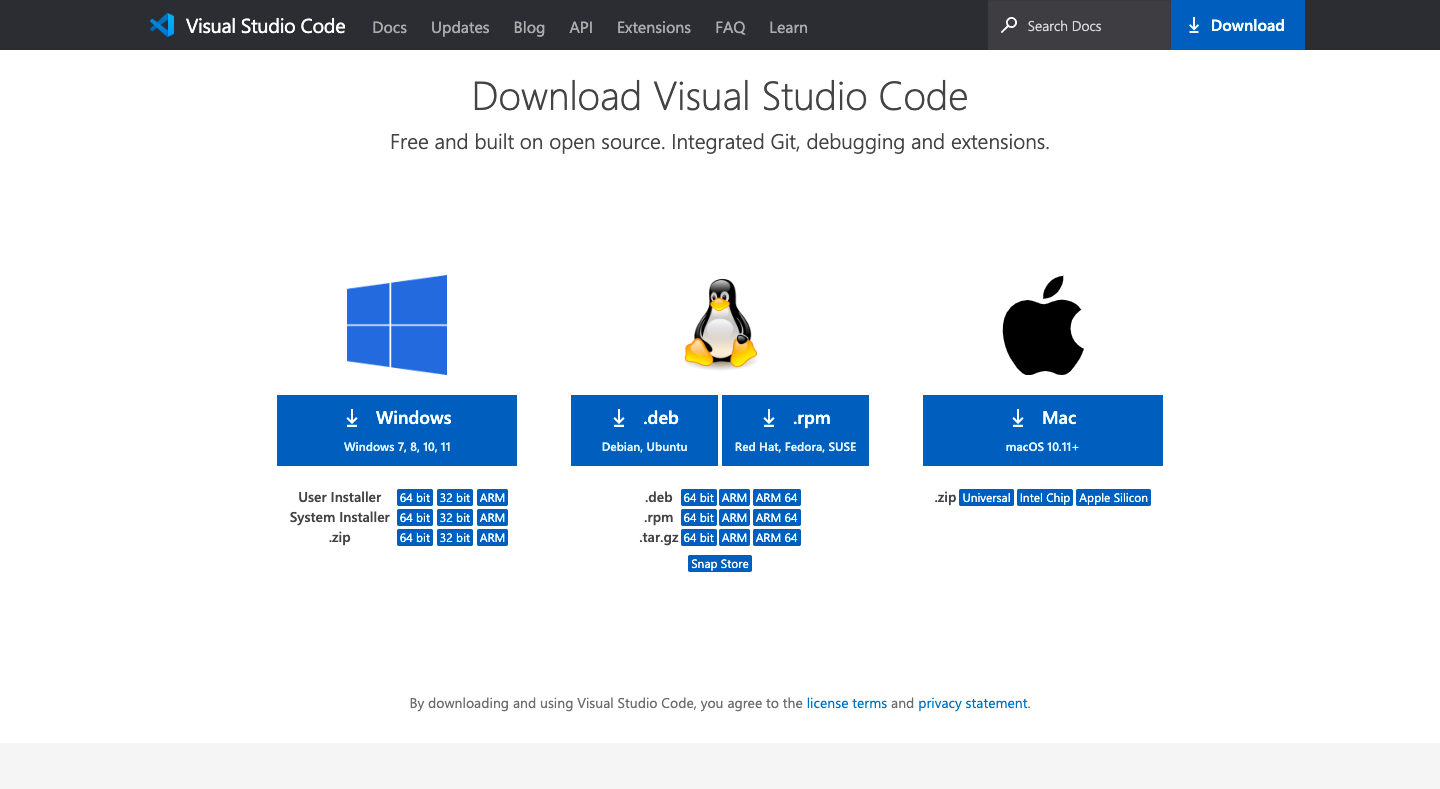 Visual Studio Code Docs Updates Blog API Extensions FAQ Learn Search Docs Download
Download Visual Studio Code
Free and built on open source. Integrated Git, debugging and extensions.
Windows
Windows 7, 8, 10, 11
User Installer 64 bit 32 bit ARM
System Installer 64 bit 32 bit ARM
.zip 64 bit 32 bit ARM
.deb
Debian, Ubuntu
.rpm
Red Hat, Fedora, SUSE
.deb 64 bit ARM ARM 64
.rpm 64 bit ARM ARM 64
.tar.gz 64 bit ARM ARM 64
Snap Store
Mac
macOS 10.11+
.zip Universal Intel Chip Apple Silicon
By downloading and using Visual Studio Code, you agree to the license terms and privacy statement.